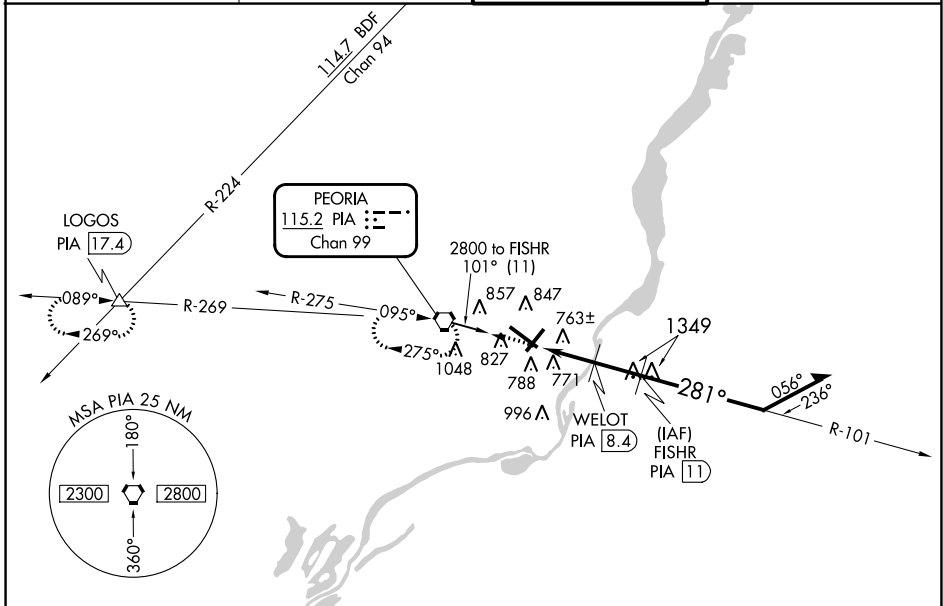 114.7 BDF
Chan 94
R-224
LOGOS
PIA 17.4
PEORIA
115.2 PIA
Chan 99
2800 to FISHR
101° (11)
089°
269°
R-269
R-275
095°
275°
1048
857
847
763±
827
788
771
996
1349
281°
WELOT
PIA 8.4
(IAF)
FISHR
PIA 11
056°
236°
R-101
MSA PIA 25 NM
180°
2300
2800
360°